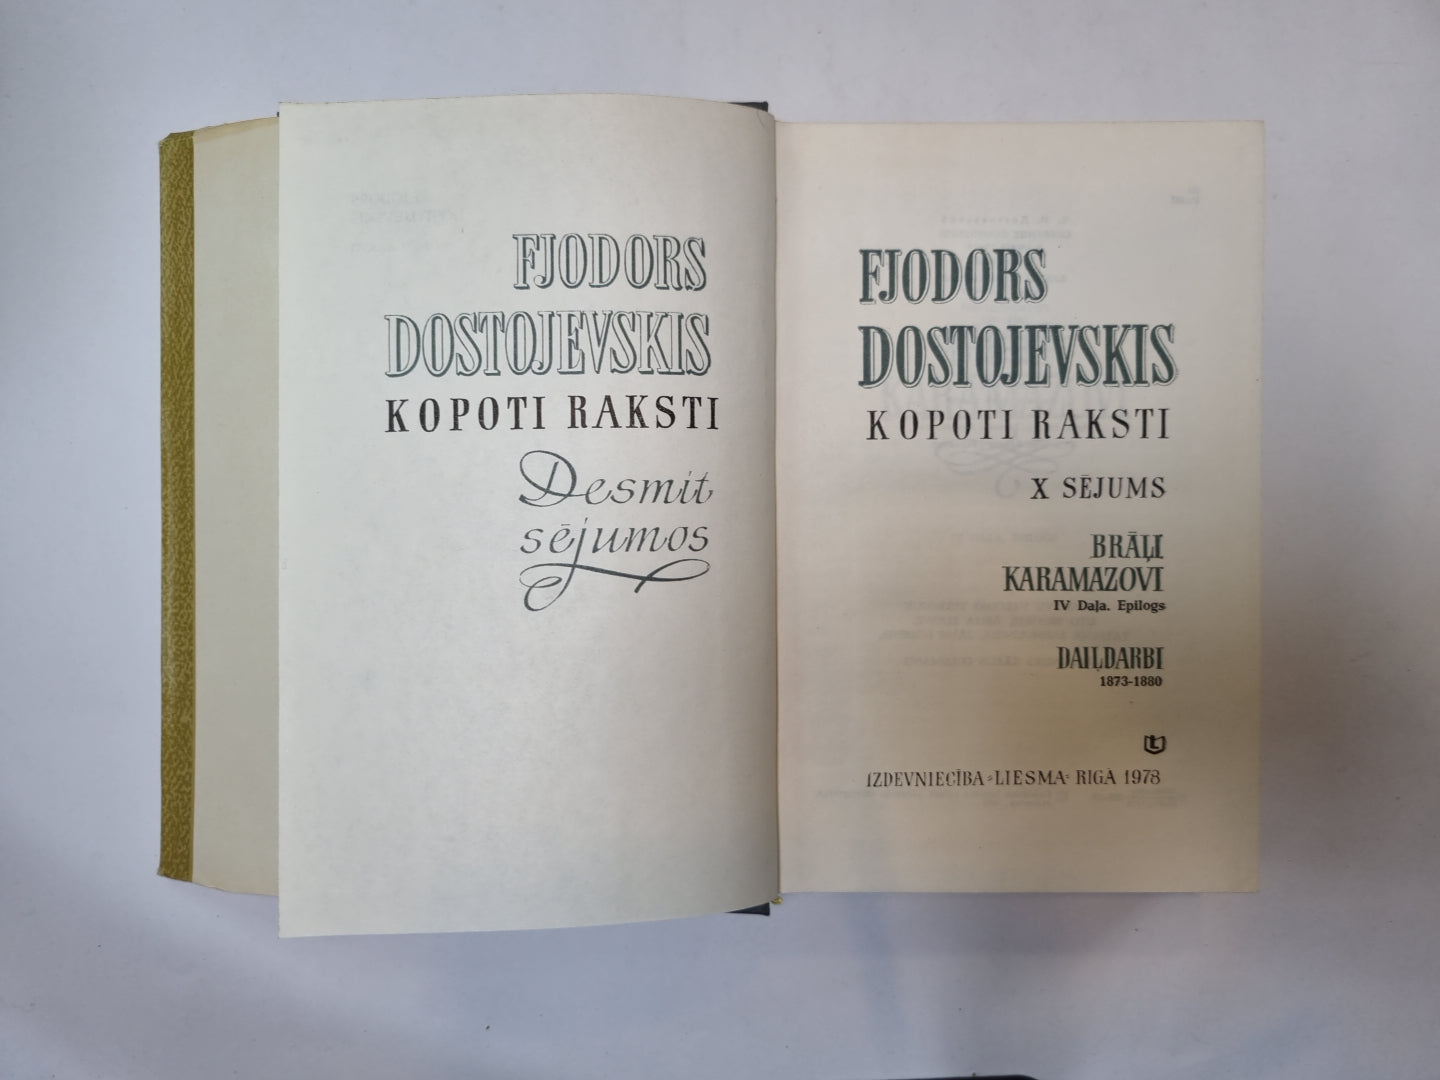 FJODORS
DOSTOJEVSKIS
KOPOTI RAKSTI
Desmit
sējumos
FJODORS
DOSTOJEVSKIS
KOPOTI RAKSTI
X SĒJUMS
BRĀĻI
KARAMAZOVI
IV Daļa. Epilogs
DAIĻDARBI
1873-1880
IZDEVNIECĪBA «LIESMA» RĪGĀ 1978